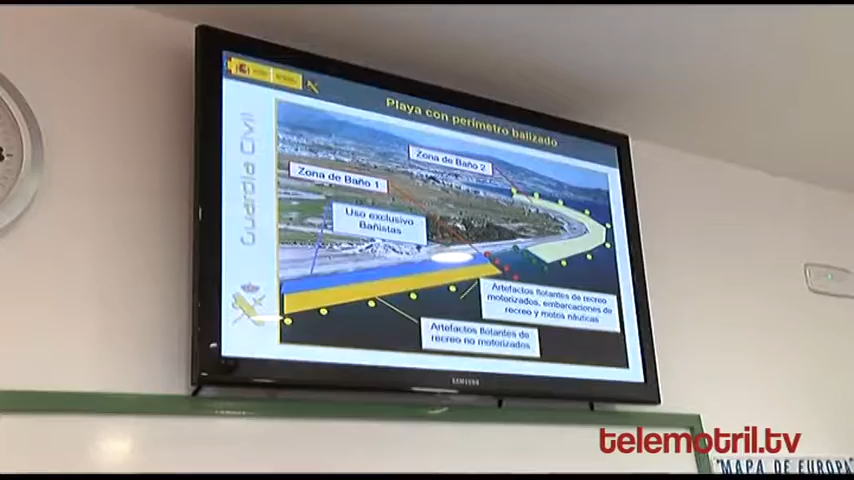 Playa con perímetro balizado
Guardia Civil
Zona de Baño 2
Zona de Baño 1
Uso exclusivo
Bañistas
Artefactos flotantes de recreo
motorizados, embarcaciones de
recreo y motos náuticas
Artefactos flotantes de
recreo no motorizados
SAMSUNG
telemotril.tv
"MAPA DE EUROPA"